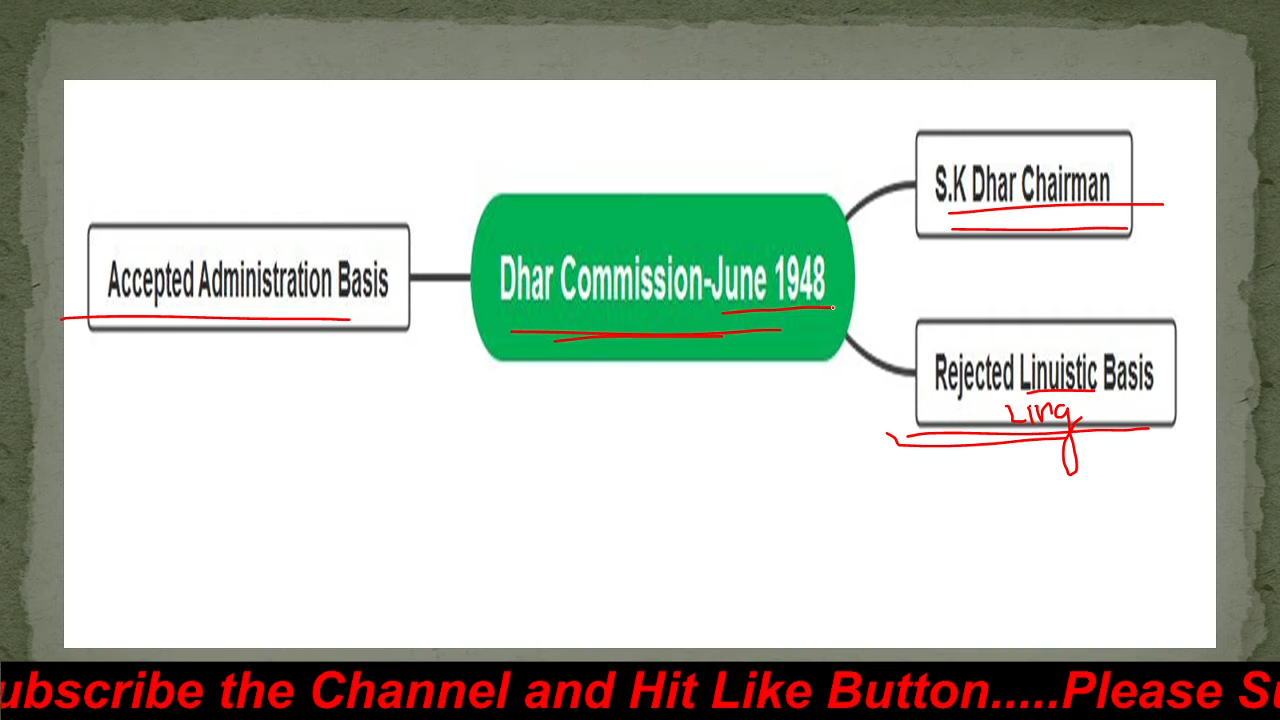 S.K Dhar Chairman
Accepted Administration Basis
Dhar Commission-June 1948
Rejected Linuistic Basis
Ling
ubscribe the Channel and Hit Like Button.....Please Su